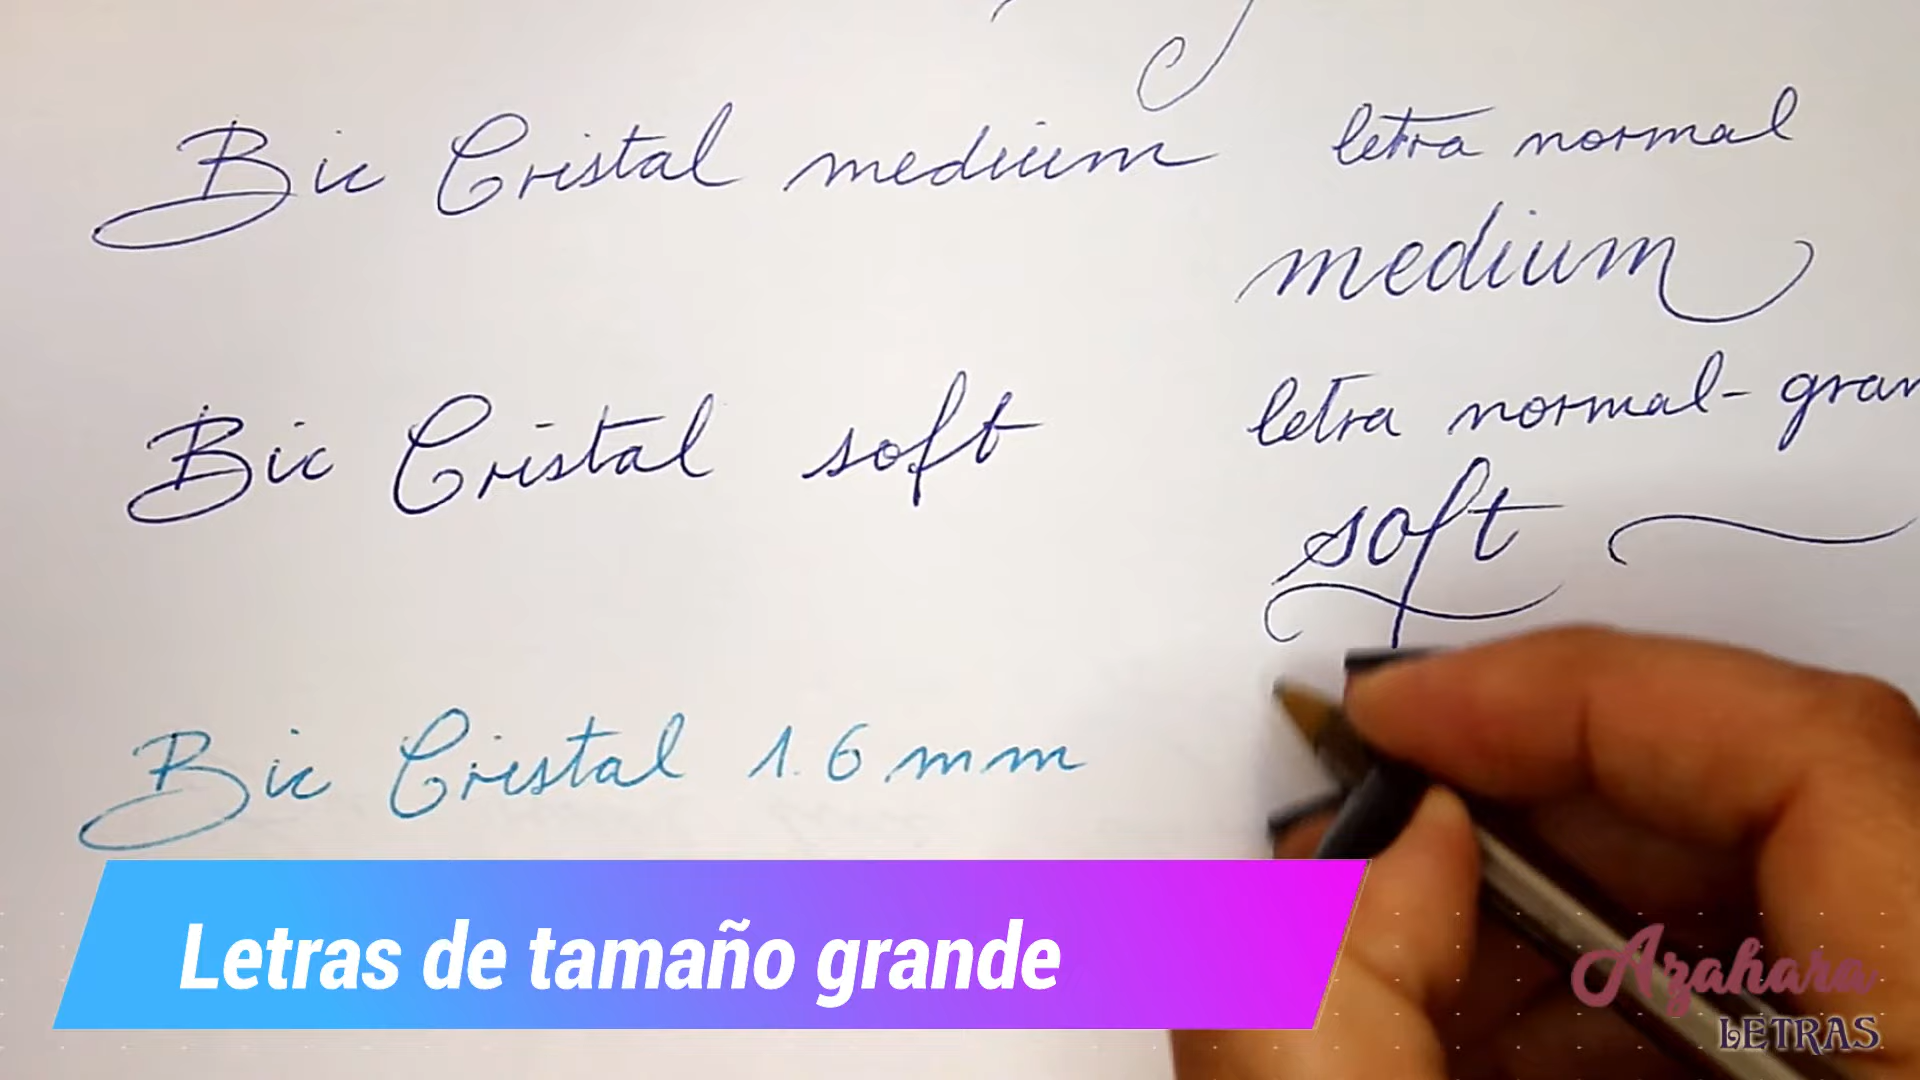 Bic Cristal medium
letra normal
medium
Bic Cristal soft
letra normal - gran
soft
Bic Cristal 1.6 mm
Letras de tamaño grande
Azahara
LETRAS